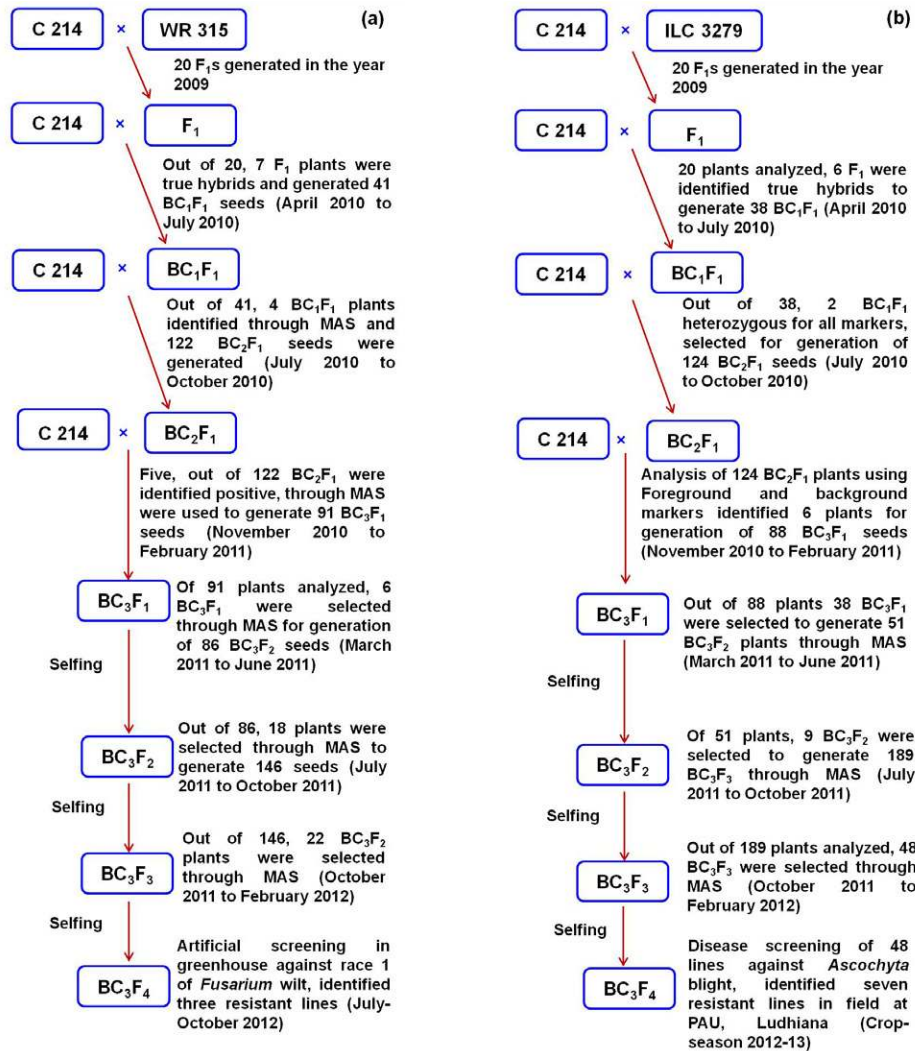 (a)
C 214 × WR 315
20 F₁s generated in the year
2009
C 214 × F₁
Out of 20, 7 F₁ plants were
true hybrids and generated 41
BC₁F₁ seeds (April 2010 to
July 2010)
C 214 × BC₁F₁
Out of 41, 4 BC₁F₁ plants
identified through MAS and
122 BC₂F₁ seeds were
generated (July 2010 to
October 2010)
C 214 × BC₂F₁
Five, out of 122 BC₂F₁ were
identified positive, through MAS
were used to generate 91 BC₃F₁
seeds (November 2010 to
February 2011)
BC₃F₁
Of 91 plants analyzed, 6
BC₃F₁ were selected
through MAS for generation
of 86 BC₃F₂ seeds (March
2011 to June 2011)
Selfing
BC₃F₂
Out of 86, 18 plants were
selected through MAS to
generate 146 seeds (July
2011 to October 2011)
Selfing
BC₃F₃
Out of 146, 22 BC₃F₂
plants were selected
through MAS (October
2011 to February 2012)
Selfing
BC₃F₄
Artificial screening in
greenhouse against race 1
of Fusarium wilt, identified
three resistant lines (July-
October 2012)
(b)
C 214 × ILC 3279
20 F₁s generated in the year
2009
C 214 × F₁
20 plants analyzed, 6 F₁ were
identified true hybrids to
generate 38 BC₁F₁ (April 2010
to July 2010)
C 214 × BC₁F₁
Out of 38, 2 BC₁F₁
heterozygous for all markers,
selected for generation of
124 BC₂F₁ seeds (July 2010
to October 2010)
C 214 × BC₂F₁
Analysis of 124 BC₂F₁ plants using
Foreground and background
markers identified 6 plants for
generation of 88 BC₃F₁ seeds
(November 2010 to February 2011)
BC₃F₁
Out of 88 plants 38 BC₃F₁
were selected to generate 51
BC₃F₂ plants through MAS
(March 2011 to June 2011)
Selfing
BC₃F₂
Of 51 plants, 9 BC₃F₂ were
selected to generate 189
BC₃F₃ through MAS (July
2011 to October 2011)
Selfing
BC₃F₃
Out of 189 plants analyzed, 48
BC₃F₃ were selected through
MAS (October 2011 to
February 2012)
Selfing
BC₃F₄
Disease screening of 48
lines against Ascochyta
blight, identified seven
resistant lines in field at
PAU, Ludhiana (Crop-
season 2012-13)